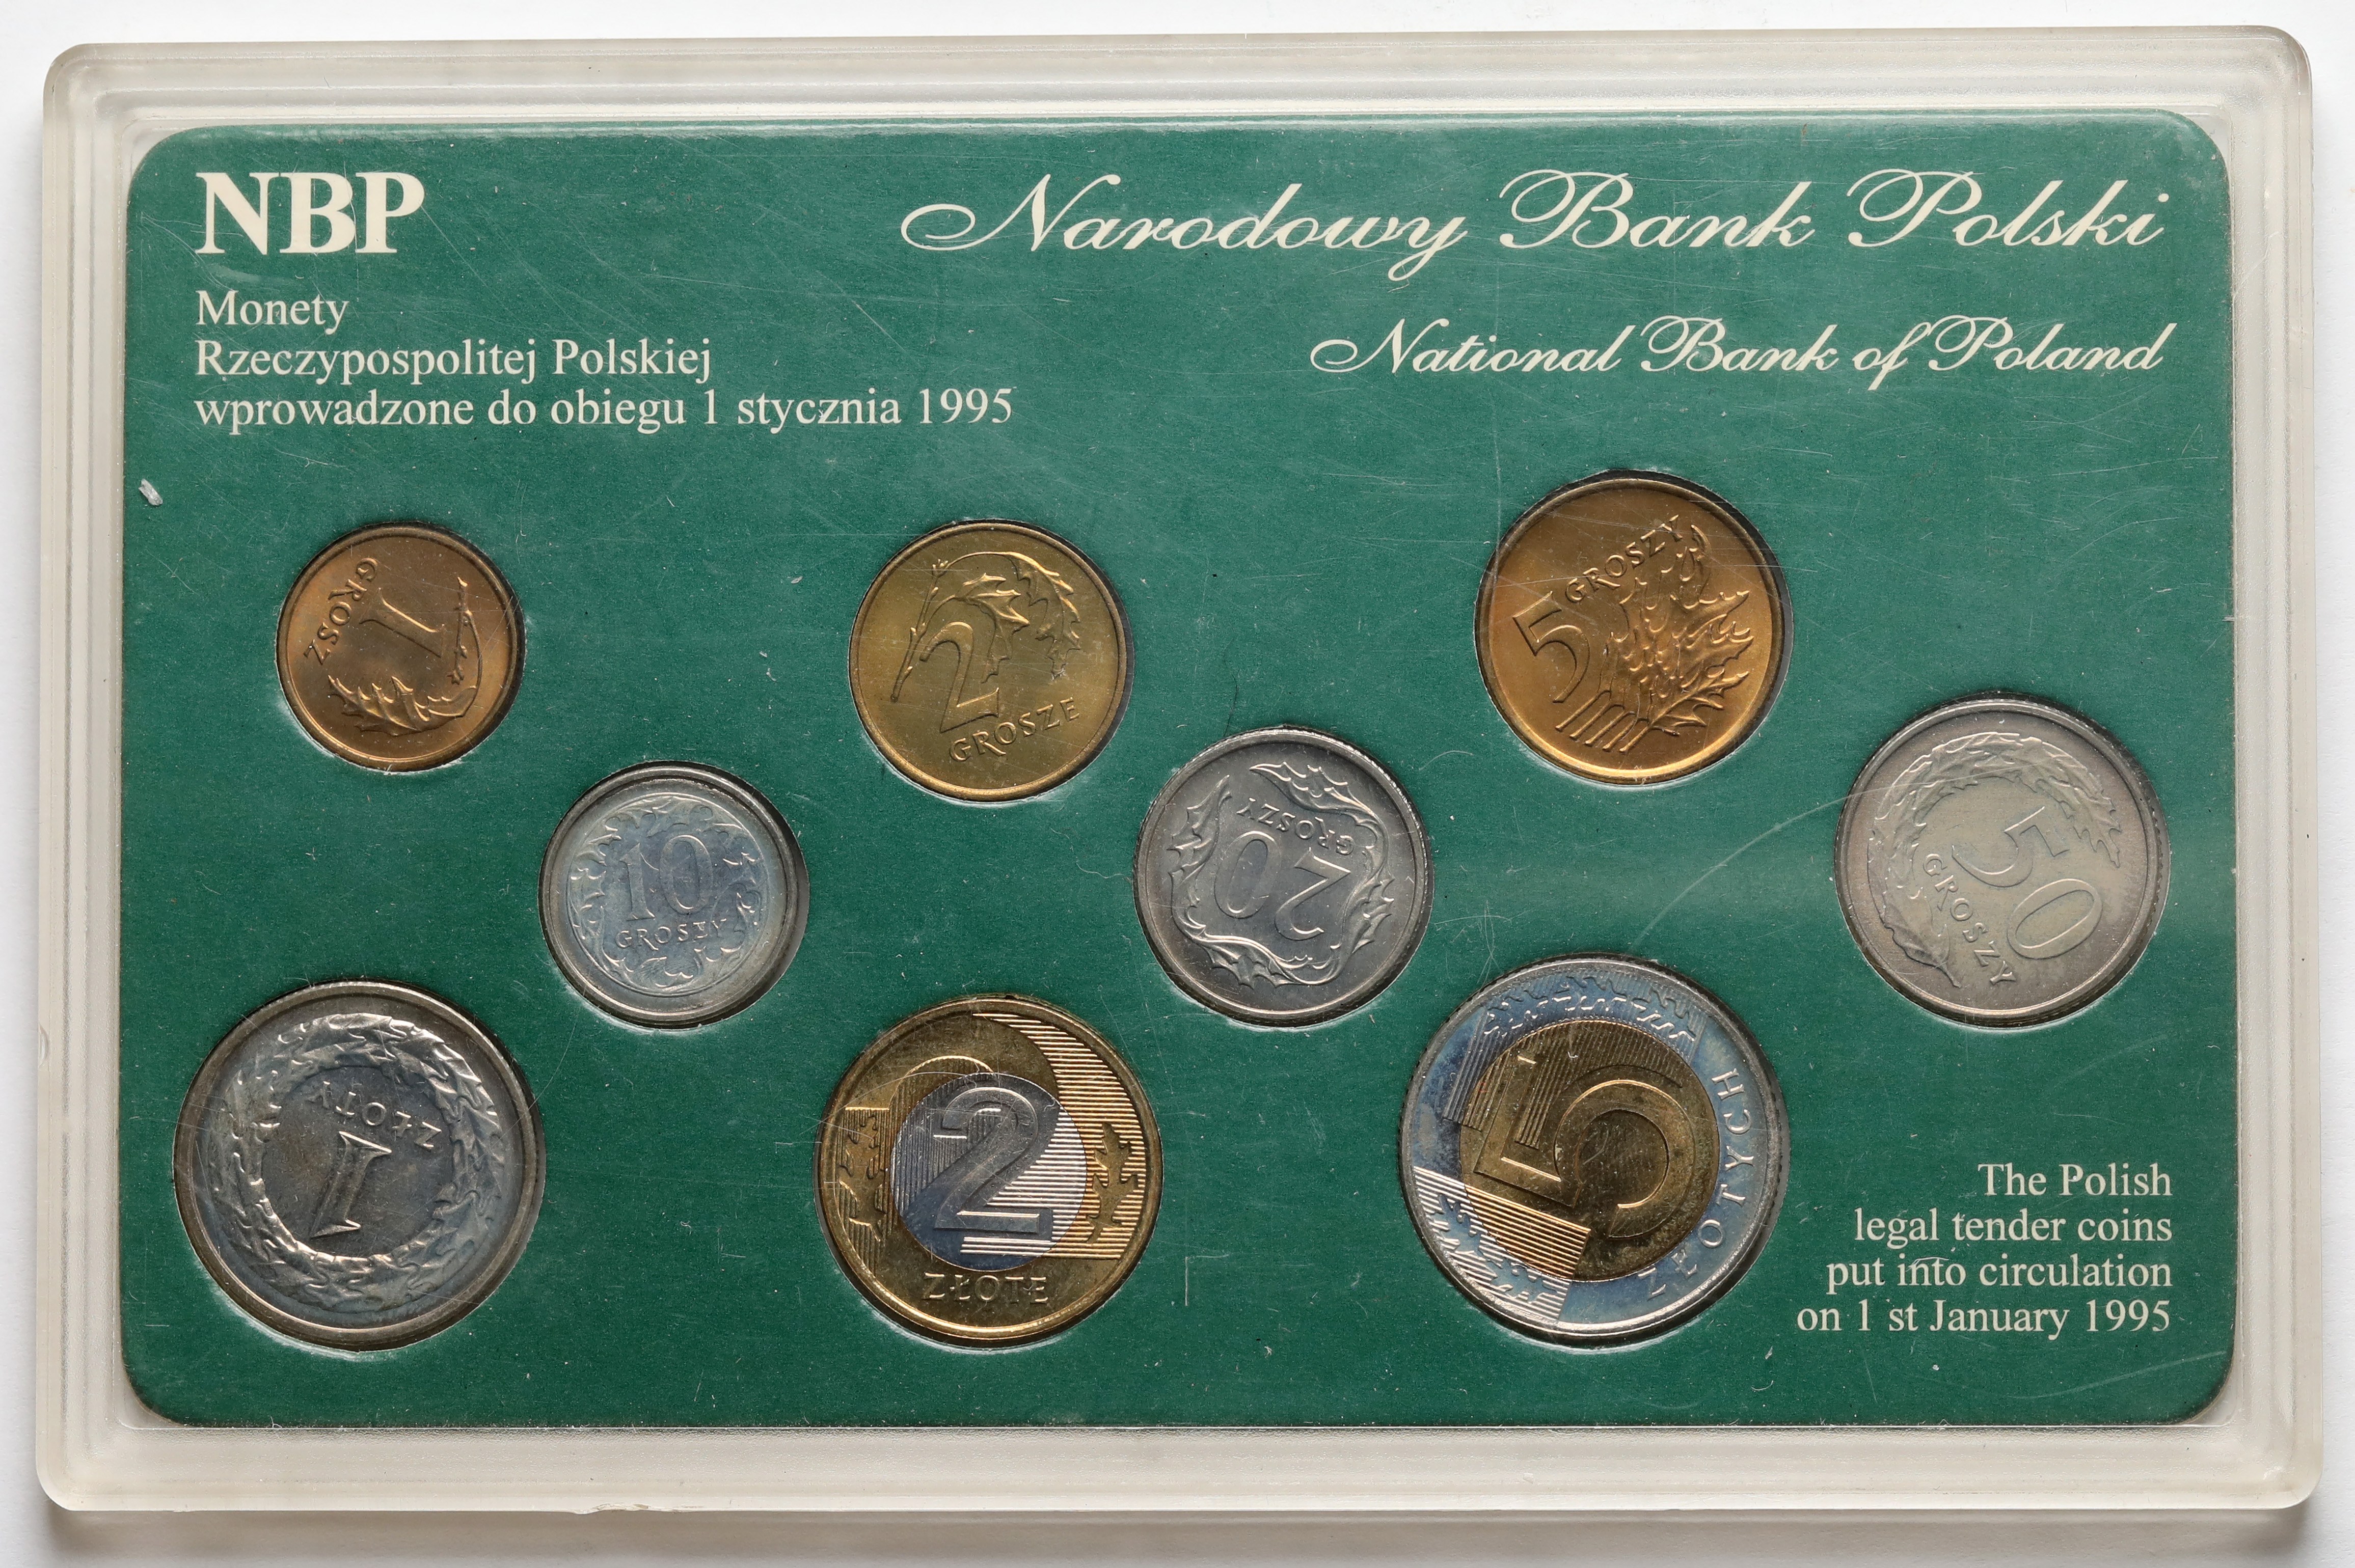 NBP
Narodowy Bank Polski
Monety
Rzeczypospolitej Polskiej
wprowadzone do obiegu 1 stycznia 1995
National Bank of Poland
1
GROSZ
2
GROSZE
5
GROSZY
10
GROSZY
20
GROSZY
50
GROSZY
1
ZŁOTY
2
ZŁOTE
5
ZŁOTYCH
The Polish
legal tender coins
put into circulation
on 1 st January 1995